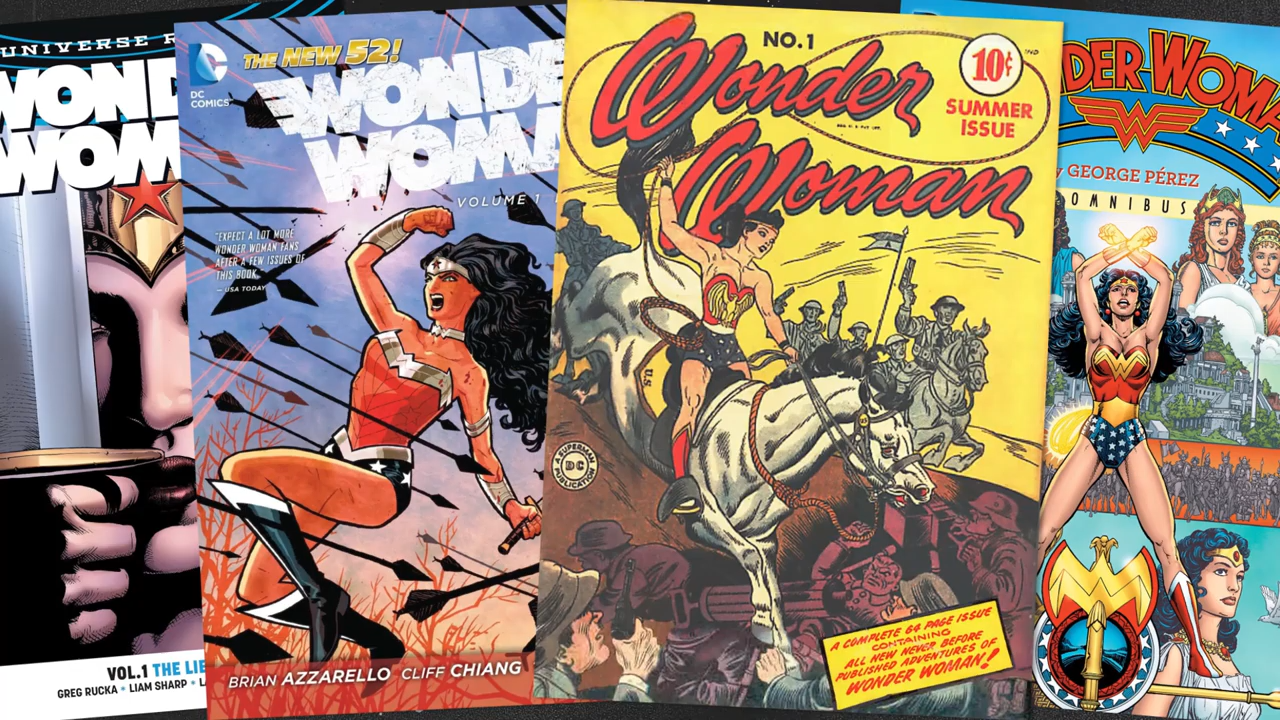 UNIVERSE R
WOND
WOM
VOL.1 THE LIE
GREG RUCKA • LIAM SHARP • L
DC
COMICS™
THE NEW 52!
WONDE
WOMA
VOLUME 1
"EXPECT A LOT MORE
WONDER WOMAN FANS
AFTER A FEW ISSUES OF
THIS BOOK."
— USA TODAY
BRIAN AZZARELLO CLIFF CHIANG
NO.1
10¢
SUMMER
ISSUE
Wonder
Woman
U.S.
A SUPERMAN
DC
PUBLICATION
A COMPLETE 64 PAGE ISSUE
CONTAINING
ALL NEW NEVER BEFORE
PUBLISHED ADVENTURES OF
WONDER WOMAN!
DER WOMA
y GEORGE PÉREZ
OMNIBUS